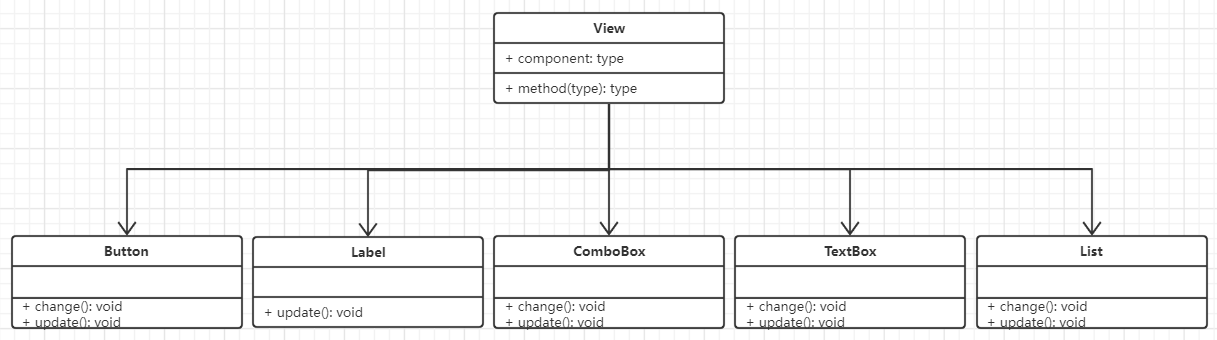 View
+ component: type
+ method(type): type
Button
Label
ComboBox
TextBox
List
+ change(): void
+ update(): void
+ update(): void
+ change(): void
+ update(): void
+ change(): void
+ update(): void
+ change(): void
+ update(): void